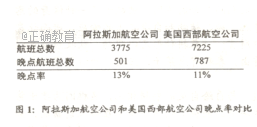 @正确教育
阿拉斯加航空公司 美国西部航空公司
航班总数 3775 7225
晚点航班总数 501 787
晚点率 13% 11%
图 1：阿拉斯加航空公司和美国西部航空公司晚点率对比